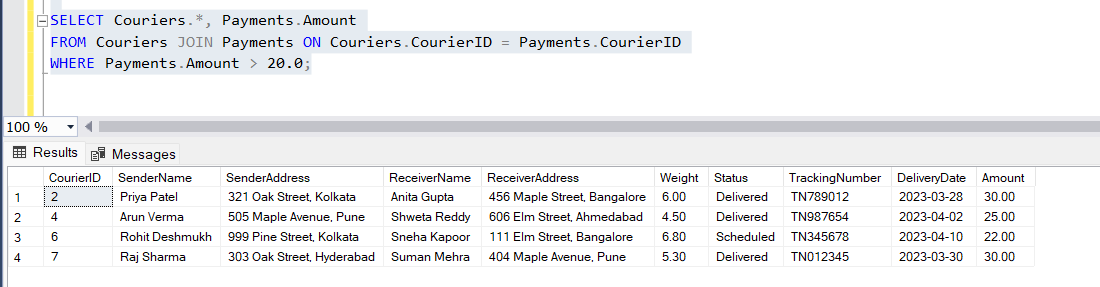 SELECT Couriers.*, Payments.Amount
FROM Couriers JOIN Payments ON Couriers.CourierID = Payments.CourierID
WHERE Payments.Amount > 20.0;
100 %
Results Messages
CourierID SenderName SenderAddress ReceiverName ReceiverAddress Weight Status TrackingNumber DeliveryDate Amount
1 2 Priya Patel 321 Oak Street, Kolkata Anita Gupta 456 Maple Street, Bangalore 6.00 Delivered TN789012 2023-03-28 30.00
2 4 Arun Verma 505 Maple Avenue, Pune Shweta Reddy 606 Elm Street, Ahmedabad 4.50 Delivered TN987654 2023-04-02 25.00
3 6 Rohit Deshmukh 999 Pine Street, Kolkata Sneha Kapoor 111 Elm Street, Bangalore 6.80 Scheduled TN345678 2023-04-10 22.00
4 7 Raj Sharma 303 Oak Street, Hyderabad Suman Mehra 404 Maple Avenue, Pune 5.30 Delivered TN012345 2023-03-30 30.00